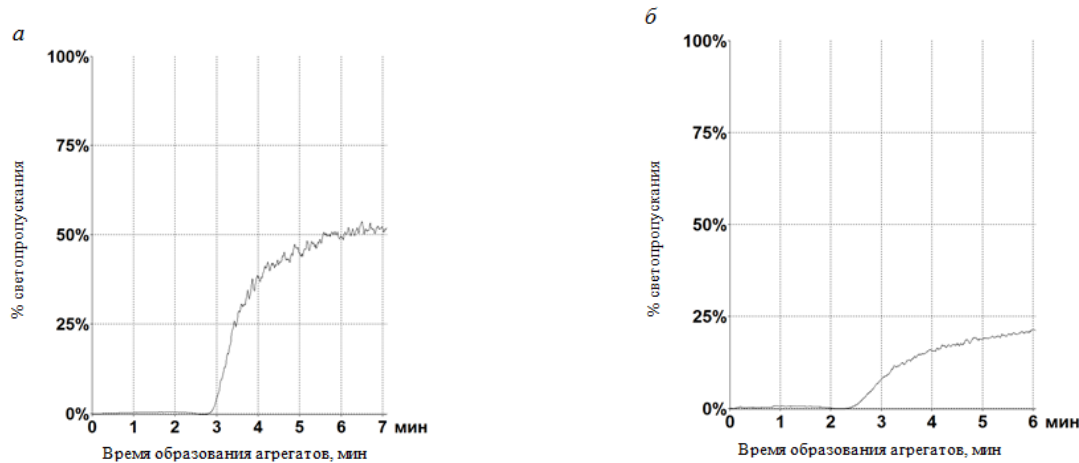 а
100%
75%
50%
25%
0%
% светопропускания
0 1 2 3 4 5 6 7 мин
Время образования агрегатов, мин
б
100%
75%
50%
25%
0%
% светопропускания
0 1 2 3 4 5 6 мин
Время образования агрегатов, мин